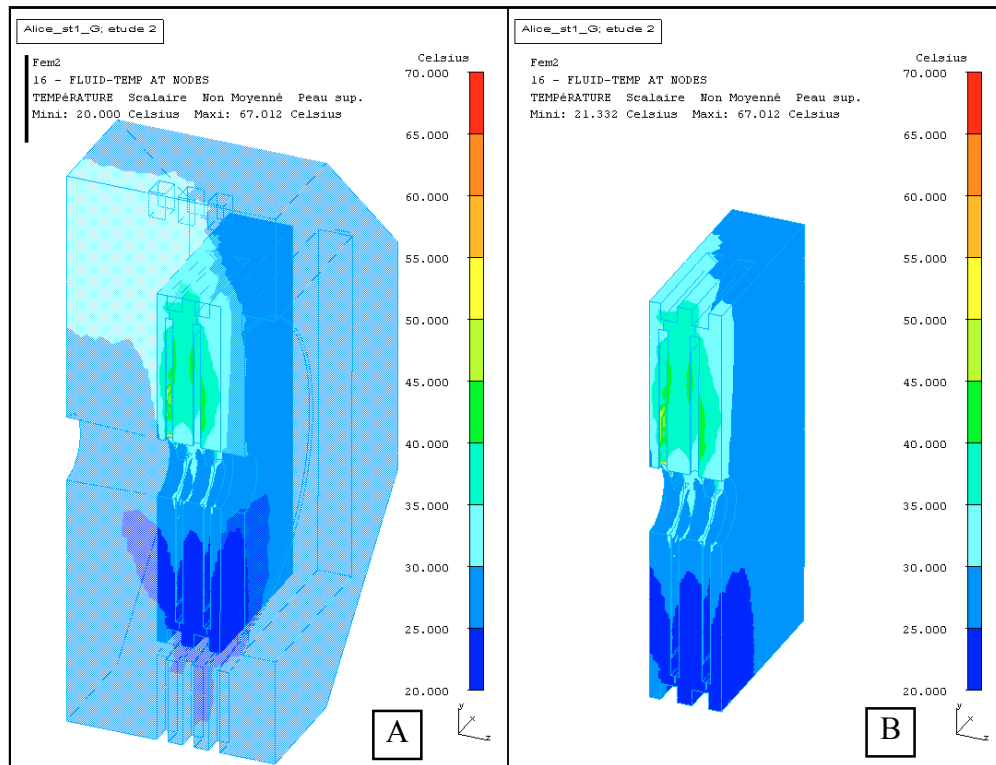 Alice_st1_G; etude 2
Fem2
16 - FLUID-TEMP AT NODES
TEMPéRATURE Scalaire Non Moyenné Peau sup.
Mini: 20.000 Celsius Maxi: 67.012 Celsius
Celsius
70.000
65.000
60.000
55.000
50.000
45.000
40.000
35.000
30.000
25.000
20.000
y
x
z
A
Alice_st1_G; etude 2
Fem2
16 - FLUID-TEMP AT NODES
TEMPéRATURE Scalaire Non Moyenné Peau sup.
Mini: 21.332 Celsius Maxi: 67.012 Celsius
Celsius
70.000
65.000
60.000
55.000
50.000
45.000
40.000
35.000
30.000
25.000
20.000
y
x
z
B